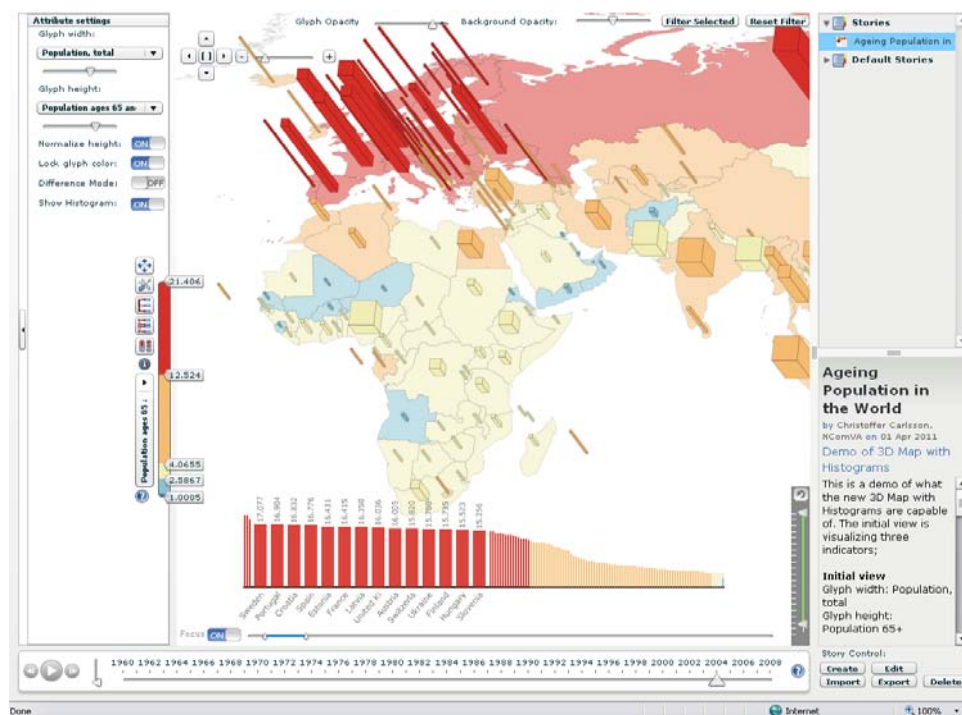 Attribute settings
Glyph width:
Population, total
Glyph height:
Population ages 65 an
Normalize height:
ON
Lock glyph color:
ON
Difference Mode:
OFF
Show Histogram:
ON
Glyph Opacity
Background Opacity:
Filter Selected
Reset Filter
[ ]
-
+
21.406
12.524
4.0655
2.5867
1.0005
Population ages 65 :
17.077
16.904
16.832
16.776
16.431
16.415
16.398
16.036
16.005
15.820
15.786
15.735
15.523
15.256
Sweden
Portugal
Croatia
Spain
Estonia
France
Latvia
United Ki
Austria
Switzerla
Ukraine
Finland
Hungary
Slovenia
Focus
ON
1960 1962 1964 1966 1968 1970 1972 1974 1976 1978 1980 1982 1984 1986 1988 1990 1992 1994 1996 1998 2000 2002 2004 2006 2008
Stories
Ageing Population in
Default Stories
Ageing
Population in
the World
by Christoffer Carlsson,
NComVA on 01 Apr 2011
Demo of 3D Map with
Histograms
This is a demo of what
the new 3D Map with
Histograms are capable
of. The initial view is
visualizing three
indicators;
Initial view
Glyph width: Population,
total
Glyph height:
Population 65+
Story Control:
Create
Edit
Import
Export
Delete
Done
Internet
100%